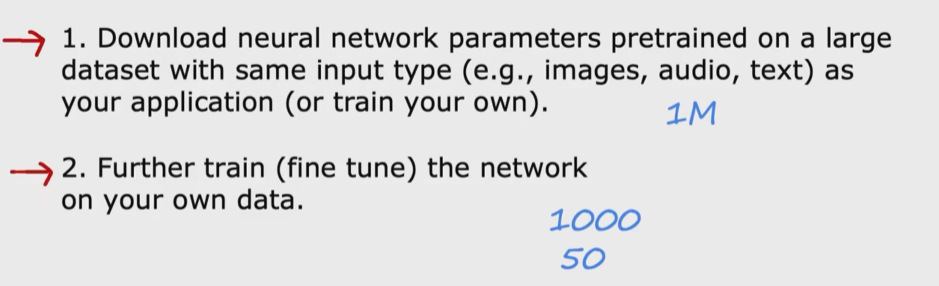 1. Download neural network parameters pretrained on a large
dataset with same input type (e.g., images, audio, text) as
your application (or train your own).
1M
2. Further train (fine tune) the network
on your own data.
1000
50